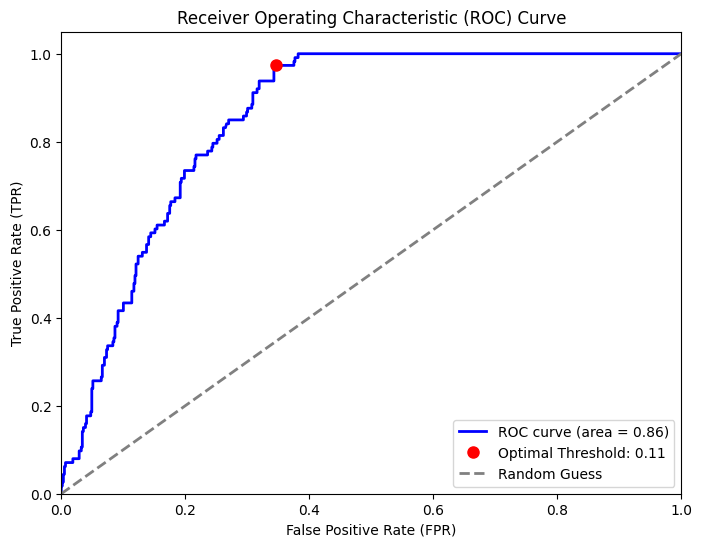 Receiver Operating Characteristic (ROC) Curve
True Positive Rate (TPR)
1.0
0.8
0.6
0.4
0.2
0.0
ROC curve (area = 0.86)
Optimal Threshold: 0.11
Random Guess
0.0 0.2 0.4 0.6 0.8 1.0
False Positive Rate (FPR)